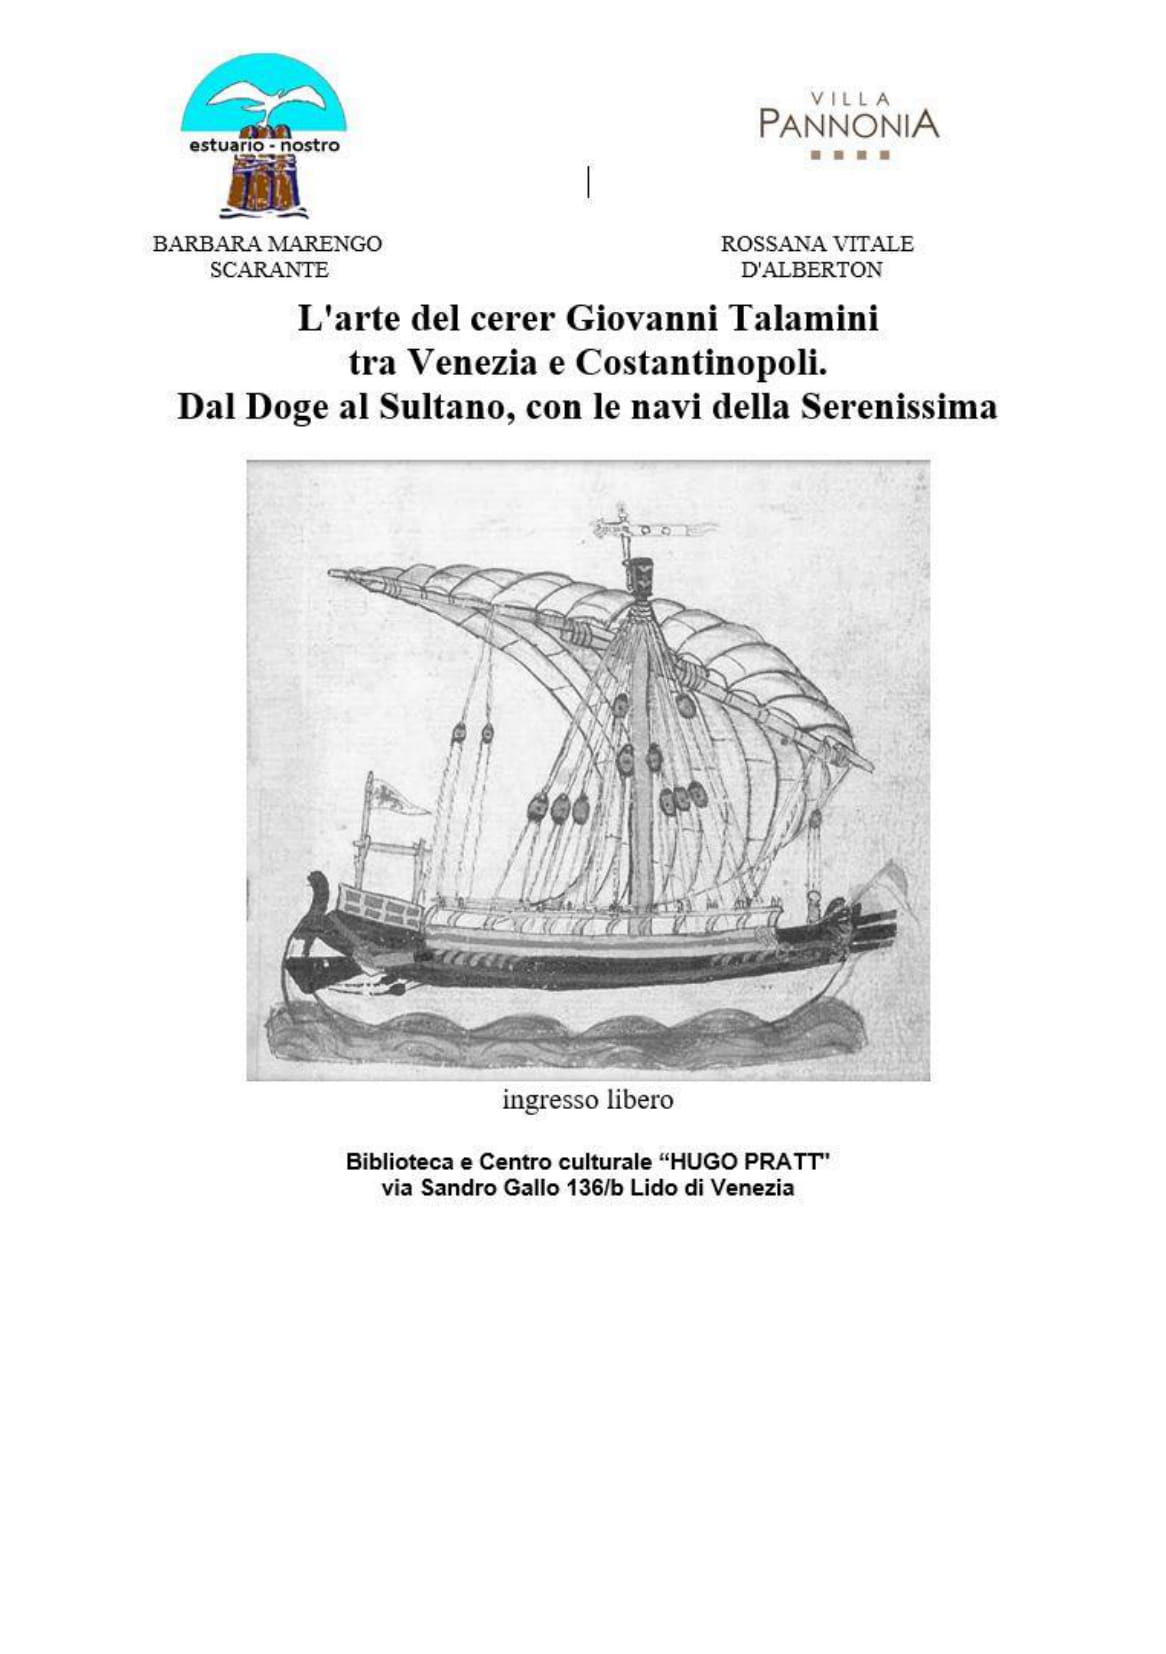 estuario - nostro
VILLA
PANNONIA
BARBARA MARENGO
SCARANTE
ROSSANA VITALE
D'ALBERTON
L'arte del cerer Giovanni Talamini
tra Venezia e Costantinopoli.
Dal Doge al Sultano, con le navi della Serenissima
ingresso libero
Biblioteca e Centro culturale “HUGO PRATT"
via Sandro Gallo 136/b Lido di Venezia